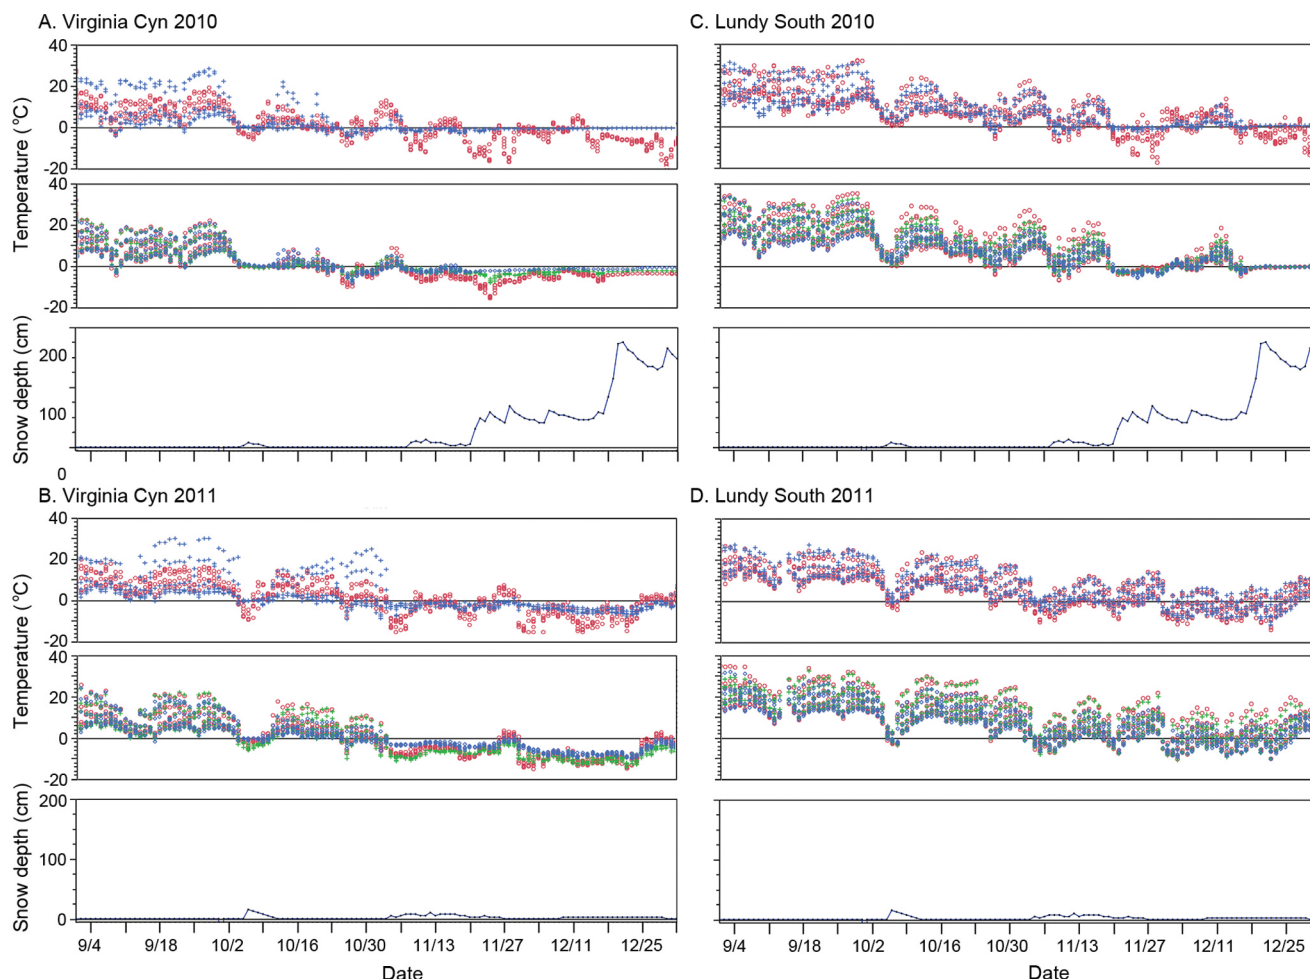 A. Virginia Cyn 2010
C. Lundy South 2010
40
20
0
-20
Temperature (°C)
40
20
0
-20
200
100
0
Snow depth (cm)
B. Virginia Cyn 2011
D. Lundy South 2011
40
20
0
-20
Temperature (°C)
40
20
0
-20
200
100
0
Snow depth (cm)
9/4 9/18 10/2 10/16 10/30 11/13 11/27 12/11 12/25
9/4 9/18 10/2 10/16 10/30 11/13 11/27 12/11 12/25
Date
Date